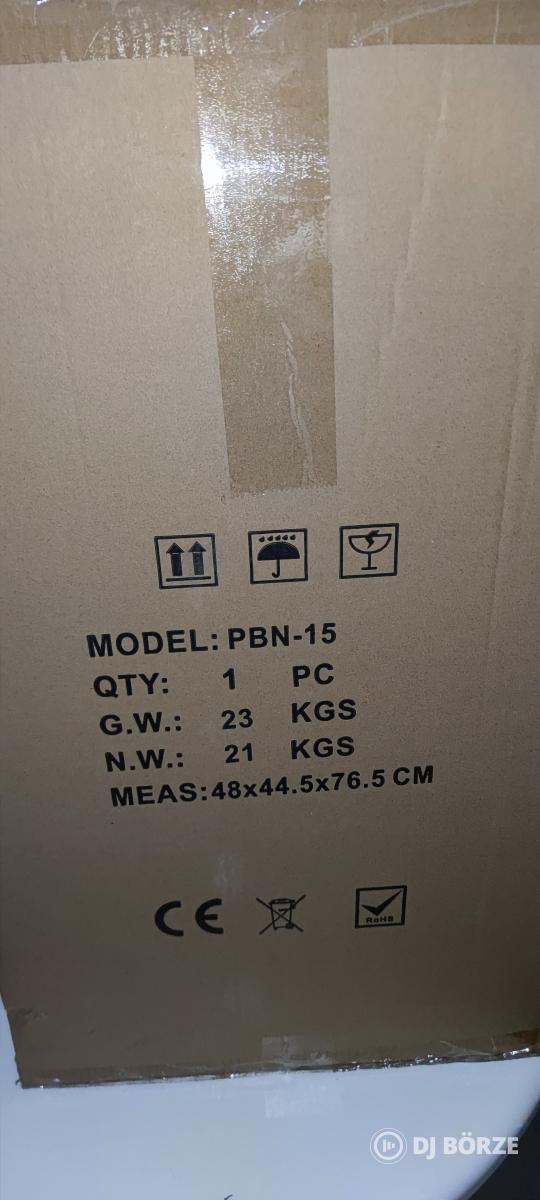 MODEL: PBN-15
QTY: 1 PC
G.W.: 23 KGS
N.W.: 21 KGS
MEAS:48x44.5x76.5 CM
CE
RoHS
DJ BÖRZE